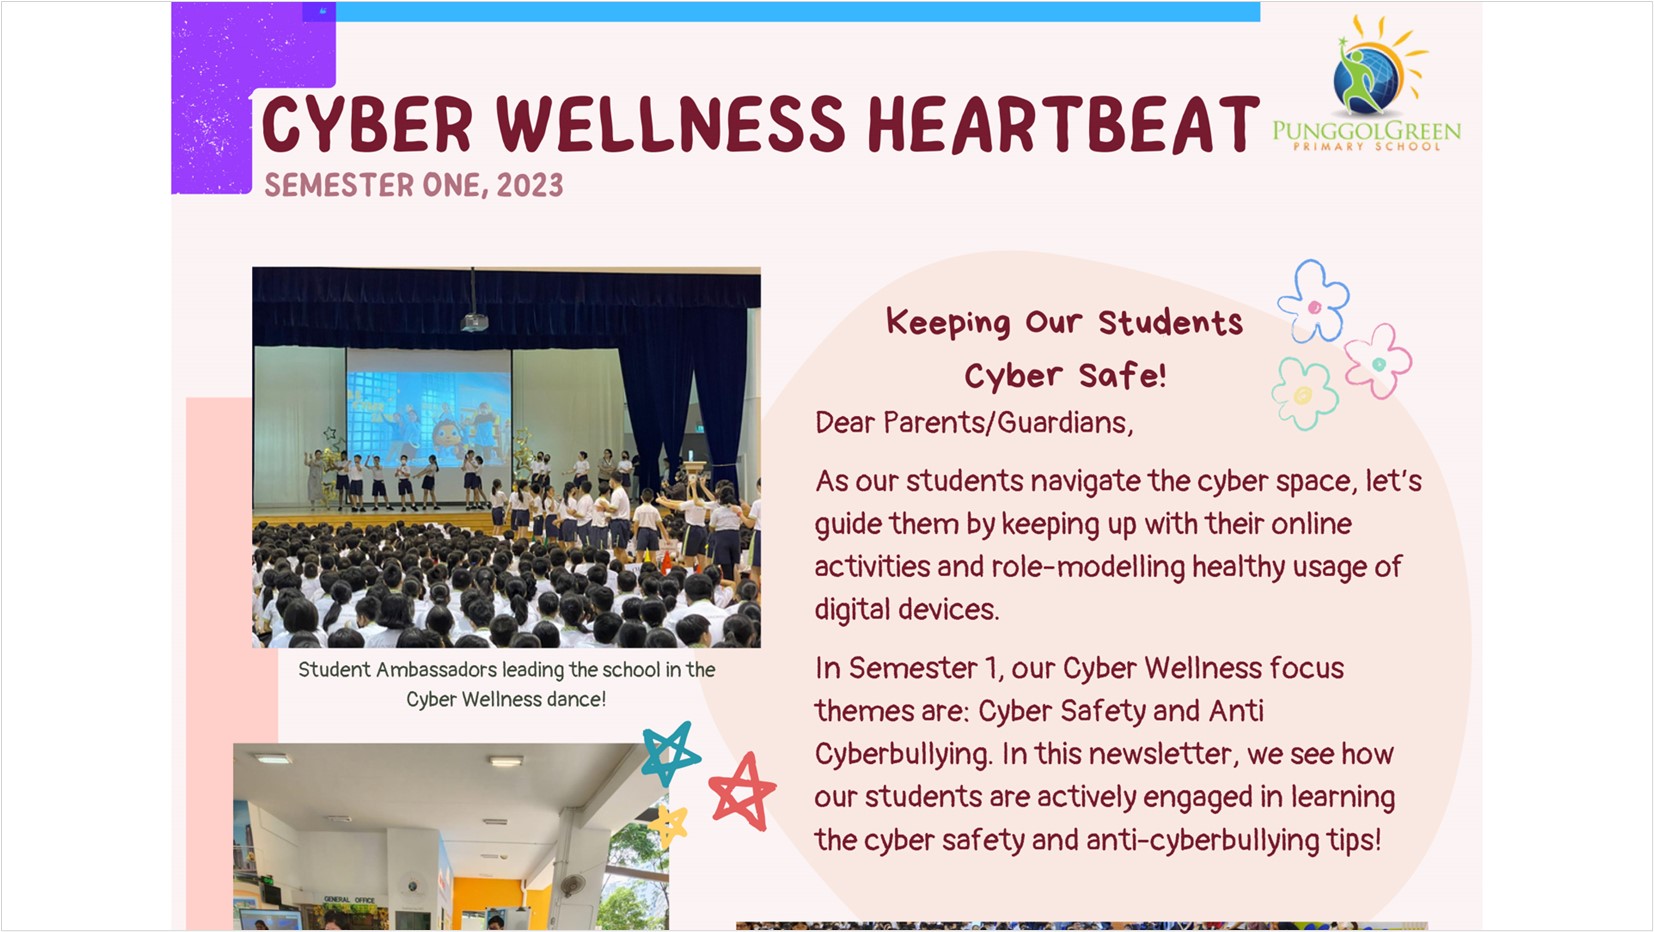 CYBER WELLNESS HEARTBEAT
SEMESTER ONE, 2023
PUNGGOLGREEN
PRIMARY SCHOOL
Student Ambassadors leading the school in the
Cyber Wellness dance!
GENERAL OFFICE
Keeping Our Students
Cyber Safe!
Dear Parents/Guardians,
As our students navigate the cyber space, let's
guide them by keeping up with their online
activities and role-modelling healthy usage of
digital devices.
In Semester 1, our Cyber Wellness focus
themes are: Cyber Safety and Anti
Cyberbullying. In this newsletter, we see how
our students are actively engaged in learning
the cyber safety and anti-cyberbullying tips!